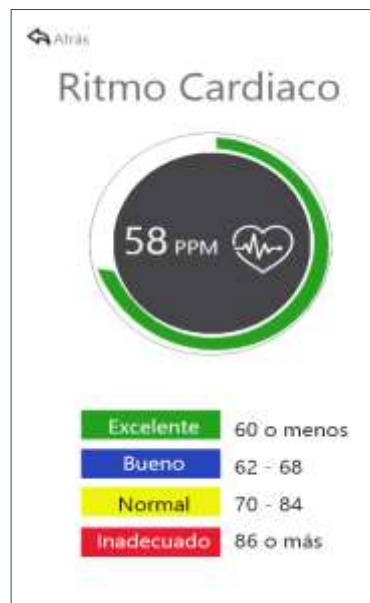 Atrás
Ritmo Cardiaco
58 PPM
Excelente 60 o menos
Bueno 62 - 68
Normal 70 - 84
Inadecuado 86 o más